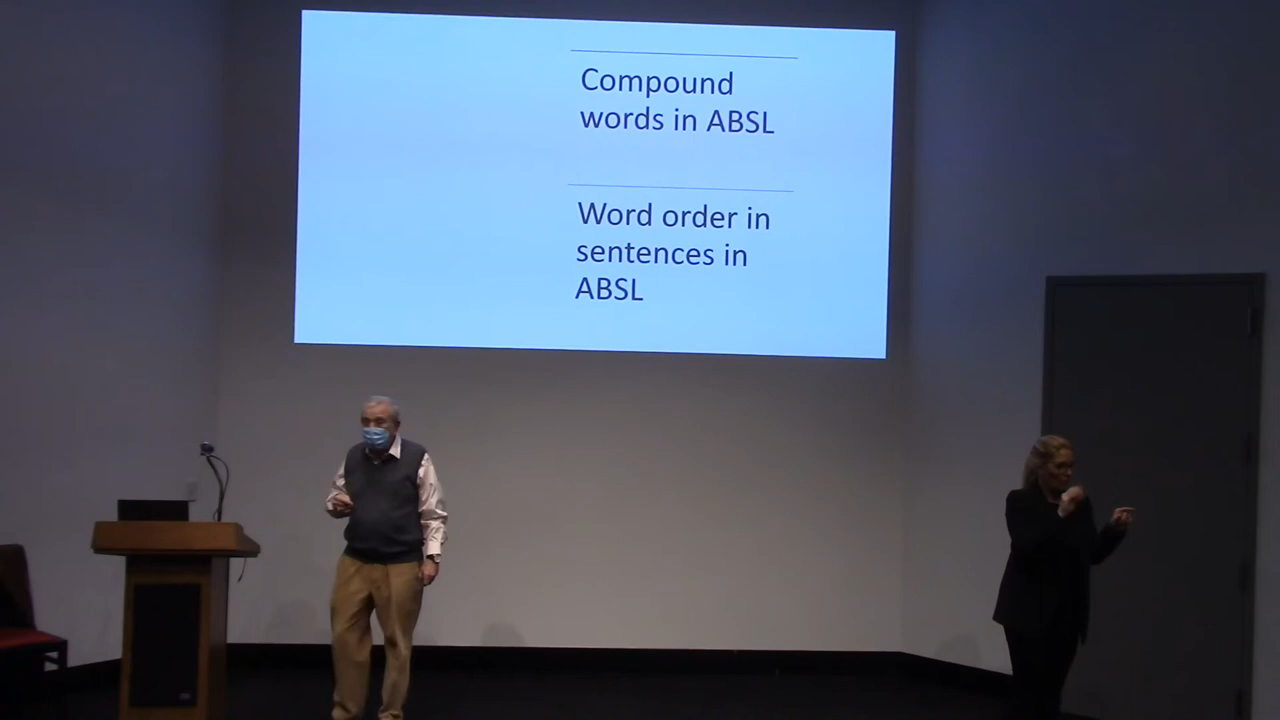 Compound
words in ABSL
Word order in
sentences in
ABSL